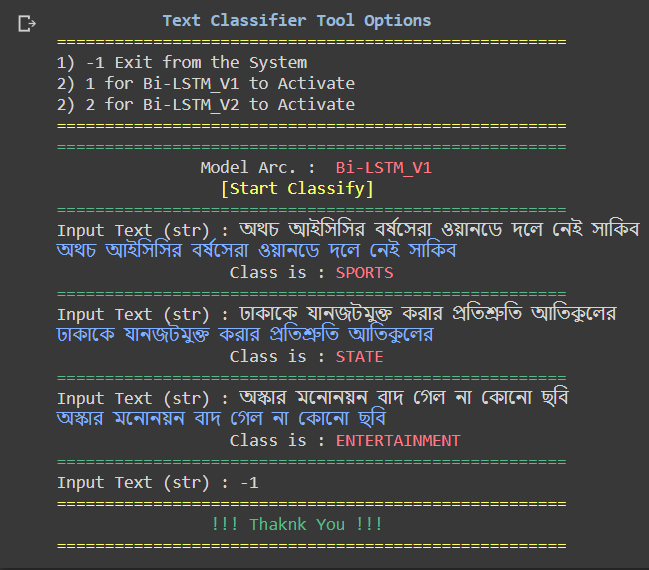 Text Classifier Tool Options
=====================================================
1) -1 Exit from the System
2) 1 for Bi-LSTM_V1 to Activate
2) 2 for Bi-LSTM_V2 to Activate
=====================================================
=====================================================
Model Arc. : Bi-LSTM_V1
[Start Classify]
=====================================================
Input Text (str) : অথচ আইসিসির বর্ষসেরা ওয়ানডে দলে নেই সাকিব
অথচ আইসিসির বর্ষসেরা ওয়ানডে দলে নেই সাকিব
Class is : SPORTS
=====================================================
Input Text (str) : ঢাকাকে যানজটমুক্ত করার প্রতিশ্রুতি আতিকুলের
ঢাকাকে যানজটমুক্ত করার প্রতিশ্রুতি আতিকুলের
Class is : STATE
=====================================================
Input Text (str) : অস্কার মনোনয়ন বাদ গেল না কোনো ছবি
অস্কার মনোনয়ন বাদ গেল না কোনো ছবি
Class is : ENTERTAINMENT
=====================================================
Input Text (str) : -1
=====================================================
!!! Thaknk You !!!
=====================================================